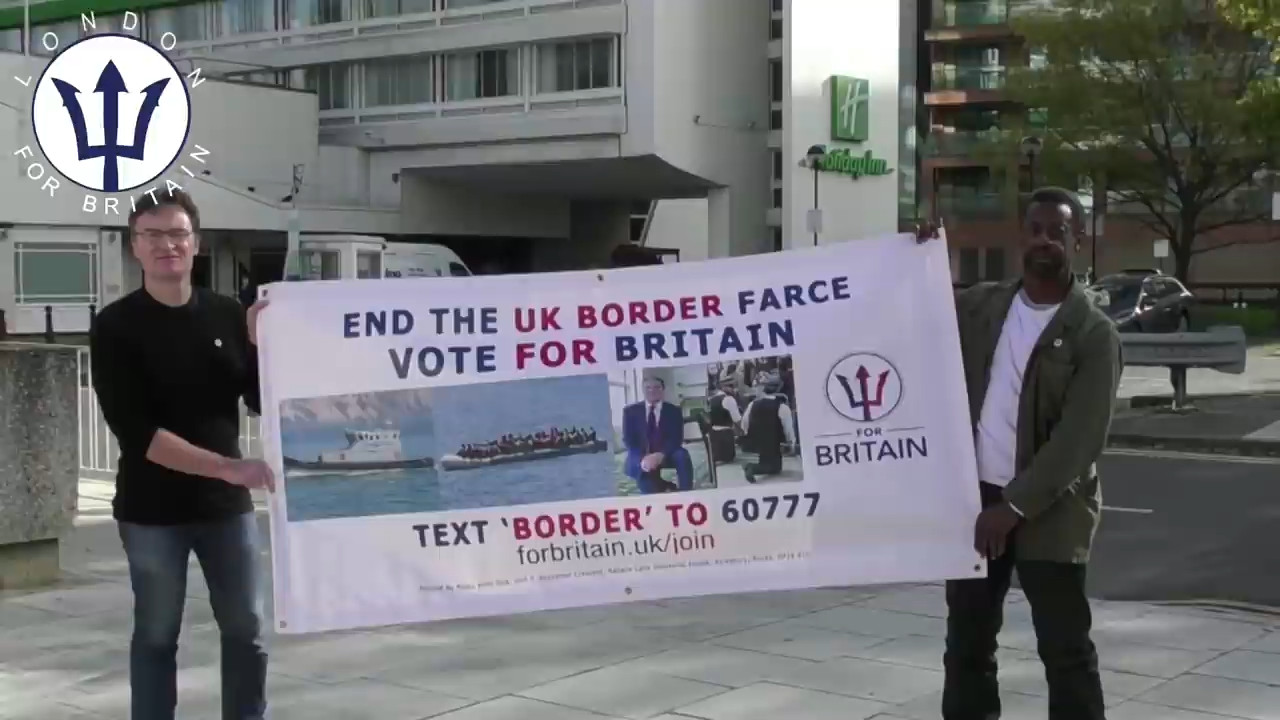 LONDON
FOR BRITAIN
Holiday Inn
END THE UK BORDER FARCE
VOTE FOR BRITAIN
FOR
BRITAIN
TEXT ‘BORDER’ TO 60777
forbritain.uk/join